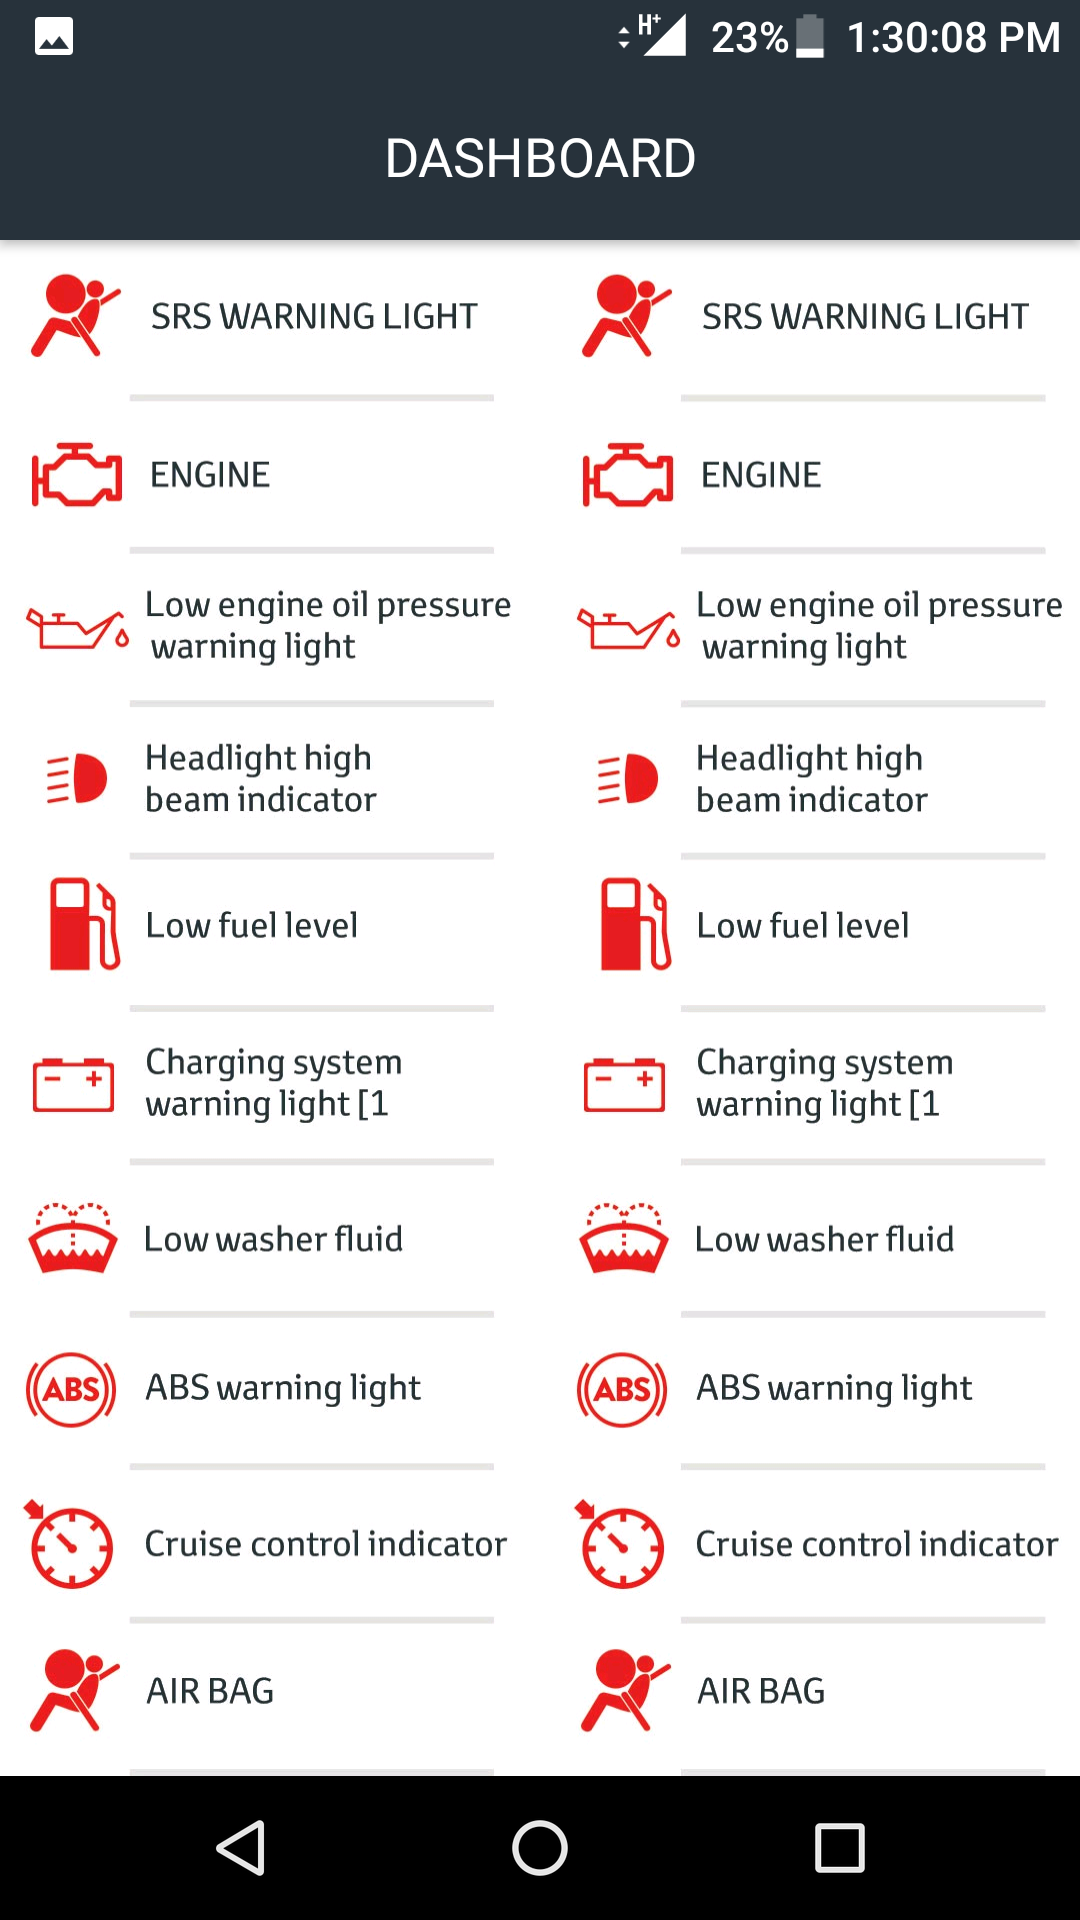 H+ 23% 1:30:08 PM
DASHBOARD
SRS WARNING LIGHT SRS WARNING LIGHT
ENGINE ENGINE
Low engine oil pressure Low engine oil pressure
warning light warning light
Headlight high Headlight high
beam indicator beam indicator
Low fuel level Low fuel level
Charging system Charging system
warning light [1 warning light [1
Low washer fluid Low washer fluid
ABS ABS warning light ABS ABS warning light
Cruise control indicator Cruise control indicator
AIR BAG AIR BAG